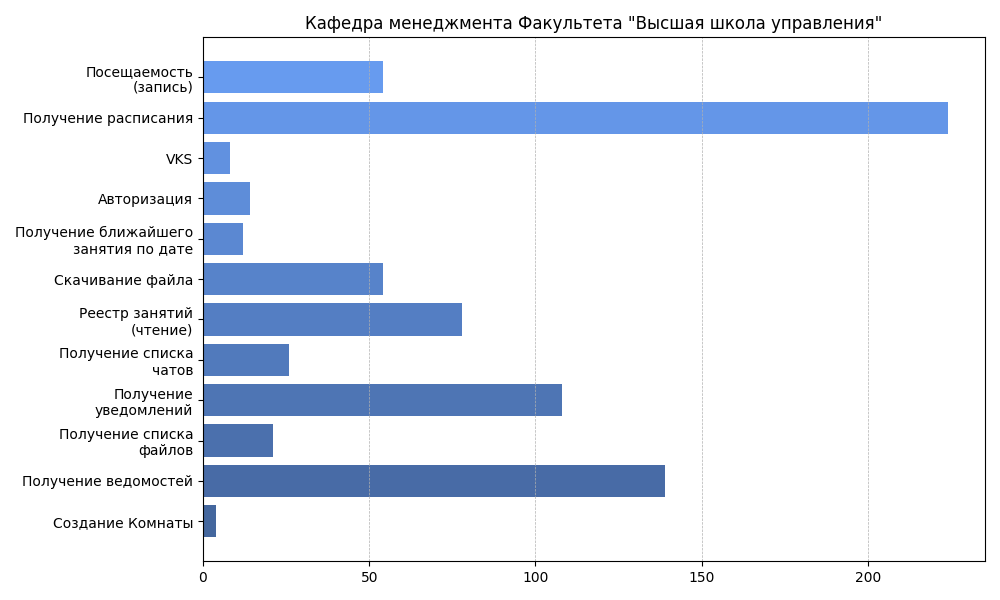 Кафедра менеджмента Факультета "Высшая школа управления"
Посещаемость
(запись)
Получение расписания
VKS
Авторизация
Получение ближайшего
занятия по дате
Скачивание файла
Реестр занятий
(чтение)
Получение списка
чатов
Получение
уведомлений
Получение списка
файлов
Получение ведомостей
Создание Комнаты
0 50 100 150 200